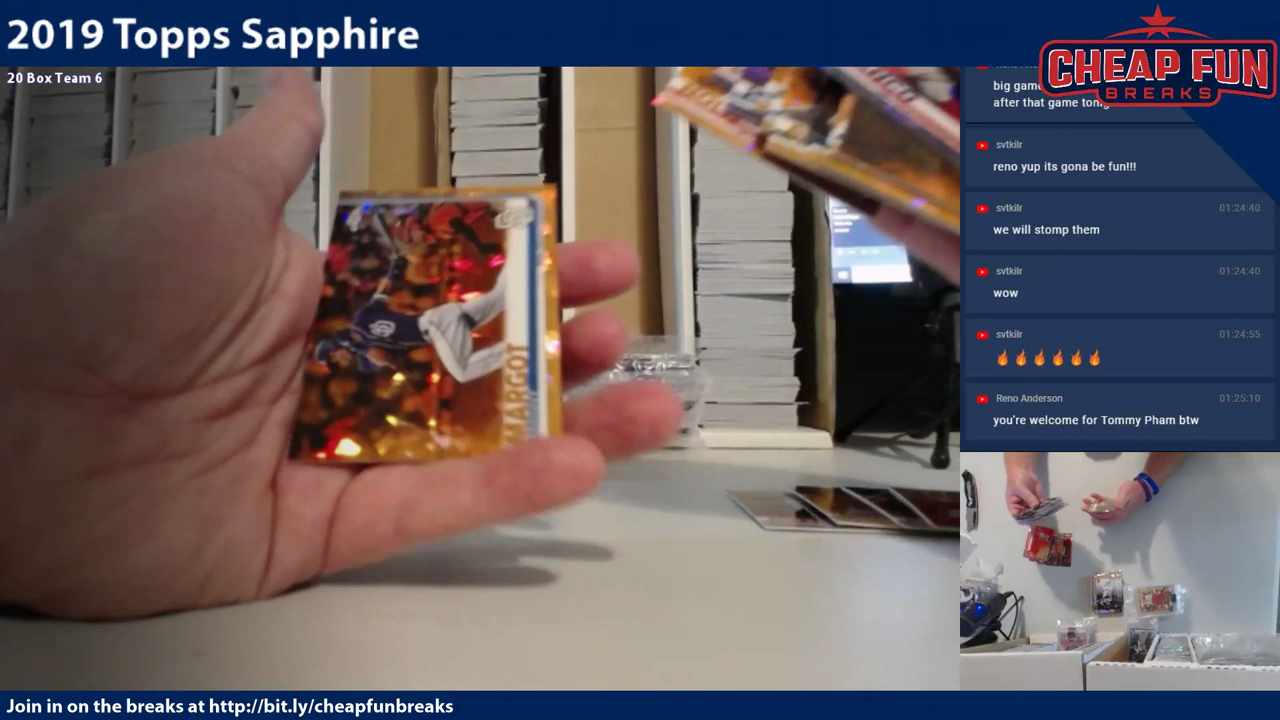 2019 Topps Sapphire
20 Box Team 6
CHEAP FUN
BREAKS
big game
after that game tonig
svtkilr
reno yup its gona be fun!!!
svtkilr 01:24:40
we will stomp them
svtkilr 01:24:40
wow
svtkilr 01:24:55
🔥🔥🔥🔥🔥🔥
Reno Anderson 01:25:10
you're welcome for Tommy Pham btw
MARGOT
Join in on the breaks at http://bit.ly/cheapfunbreaks